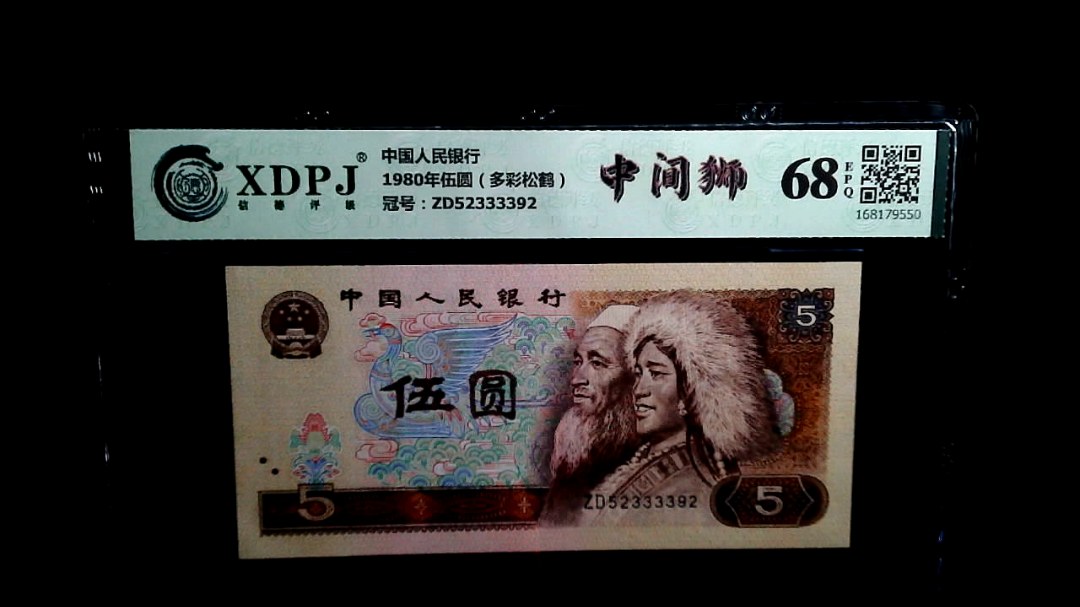 XDPJ®
信港评级
中国人民银行
1980年伍圆（多彩松鹤）
冠号：ZD52333392
中间狮
68
EPQ
168179550
中国人民银行
5
伍圆
5
ZD52333392
5